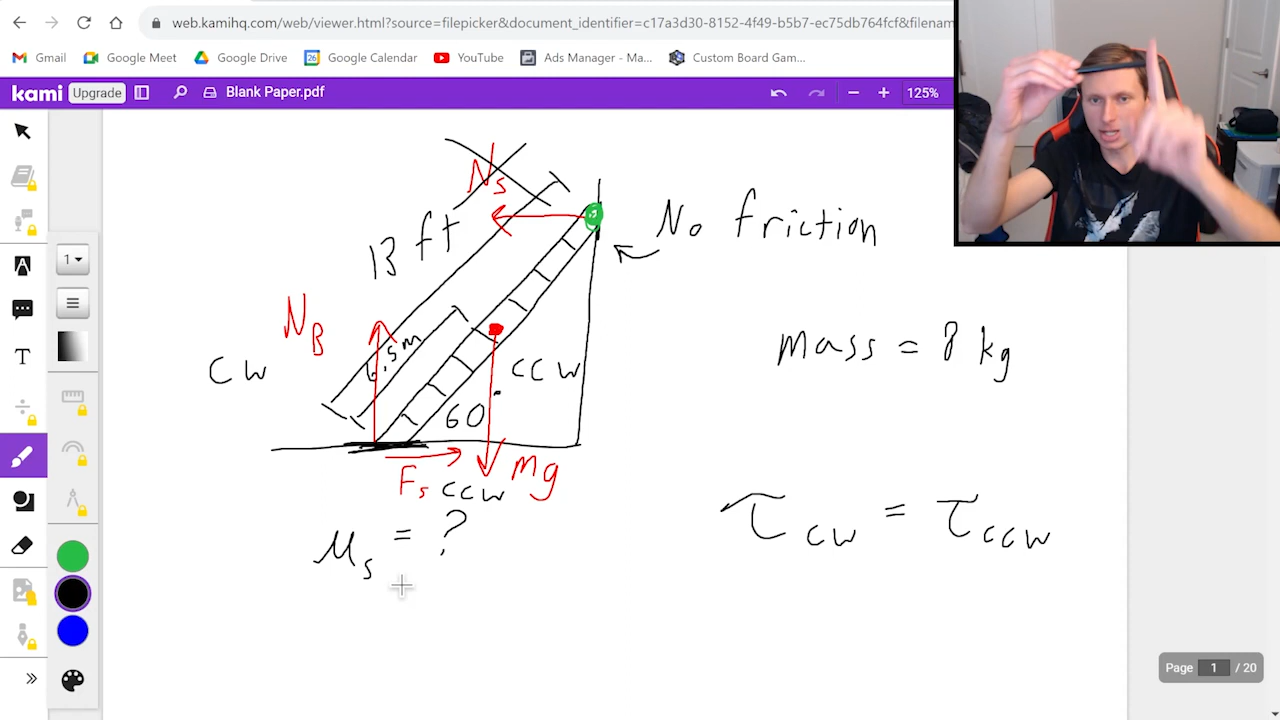 web.kamihq.com/web/viewer.html?source=filepicker&document_identifier=c17a3d30-8152-4f49-b5b7-ec75db764fcf&filenam
Gmail Google Meet Google Drive 26 Google Calendar YouTube Ads Manager - Ma... Custom Board Gam...
kami Upgrade Blank Paper.pdf 125%
1
T
Ns
13 ft
No friction
NB
6.5m
CW
CCW
mass = 8 kg
60
Fs
CCW
mg
τCW = τCCW
μs = ?
Page 1 / 20